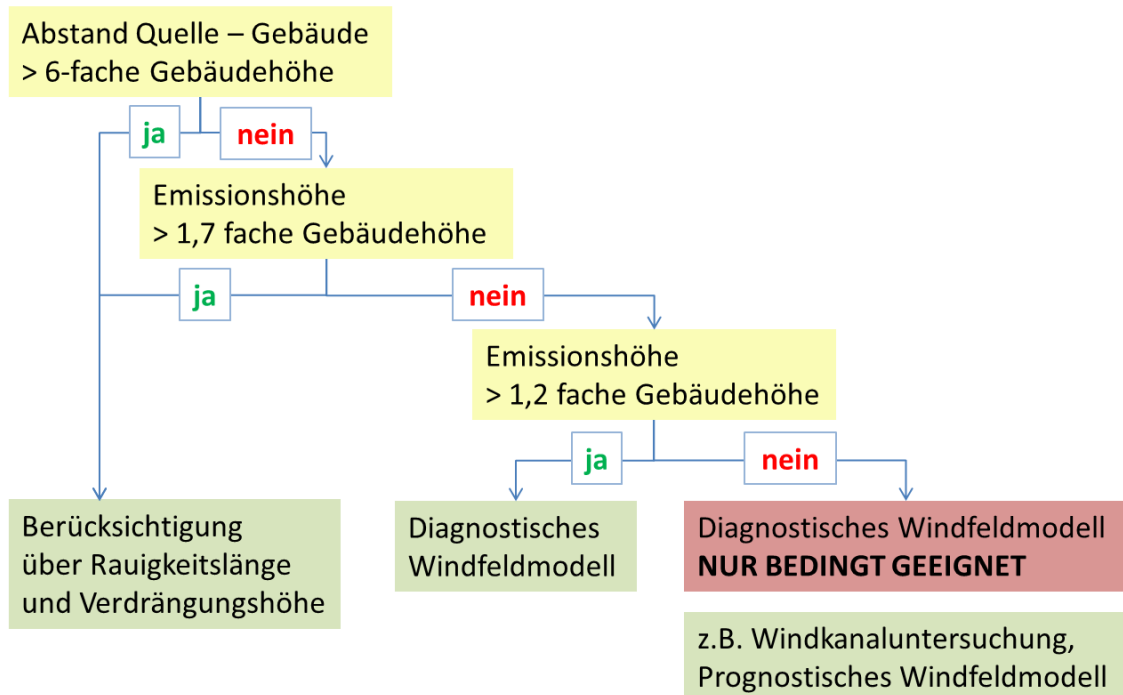 Abstand Quelle – Gebäude
> 6-fache Gebäudehöhe
ja
nein
Emissionshöhe
> 1,7 fache Gebäudehöhe
ja
nein
Emissionshöhe
> 1,2 fache Gebäudehöhe
ja
nein
Berücksichtigung
über Rauigkeitslänge
und Verdrängungshöhe
Diagnostisches
Windfeldmodell
Diagnostisches Windfeldmodell
NUR BEDINGT GEEIGNET
z.B. Windkanaluntersuchung,
Prognostisches Windfeldmodell